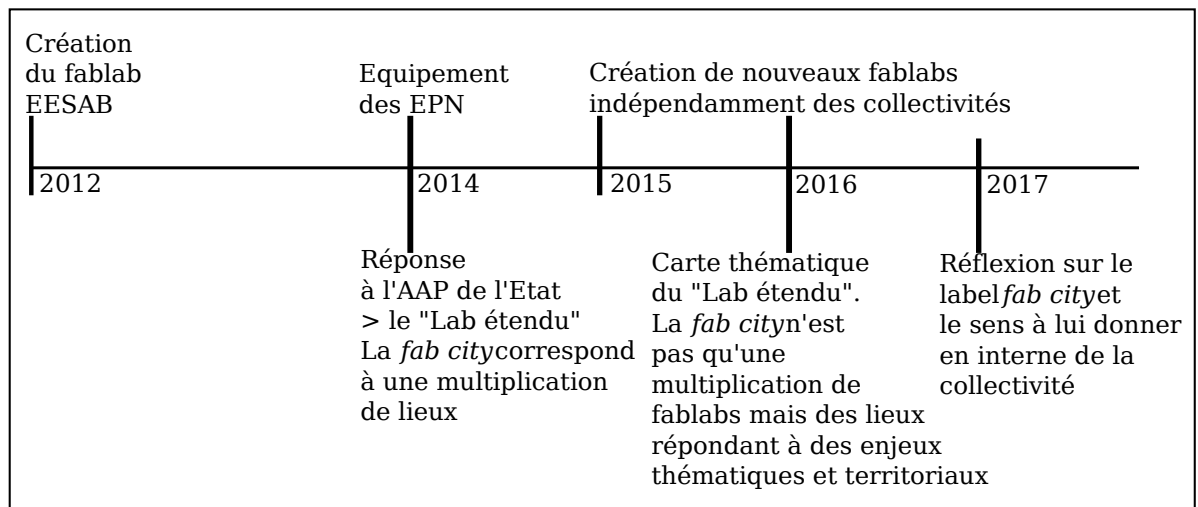 Création
du fablab
EESAB
Equipement
des EPN
Création de nouveaux fablabs
indépendamment des collectivités
2012
2014
2015
2016
2017
Réponse
à l'AAP de l'Etat
> le "Lab étendu"
La fab citycorrespond
à une multiplication
de lieux
Carte thématique
du "Lab étendu".
La fab cityn'est
pas qu'une
multiplication de
fablabs mais des lieux
répondant à des enjeux
thématiques et territoriaux
Réflexion sur le
labelfab cityet
le sens à lui donner
en interne de la
collectivité